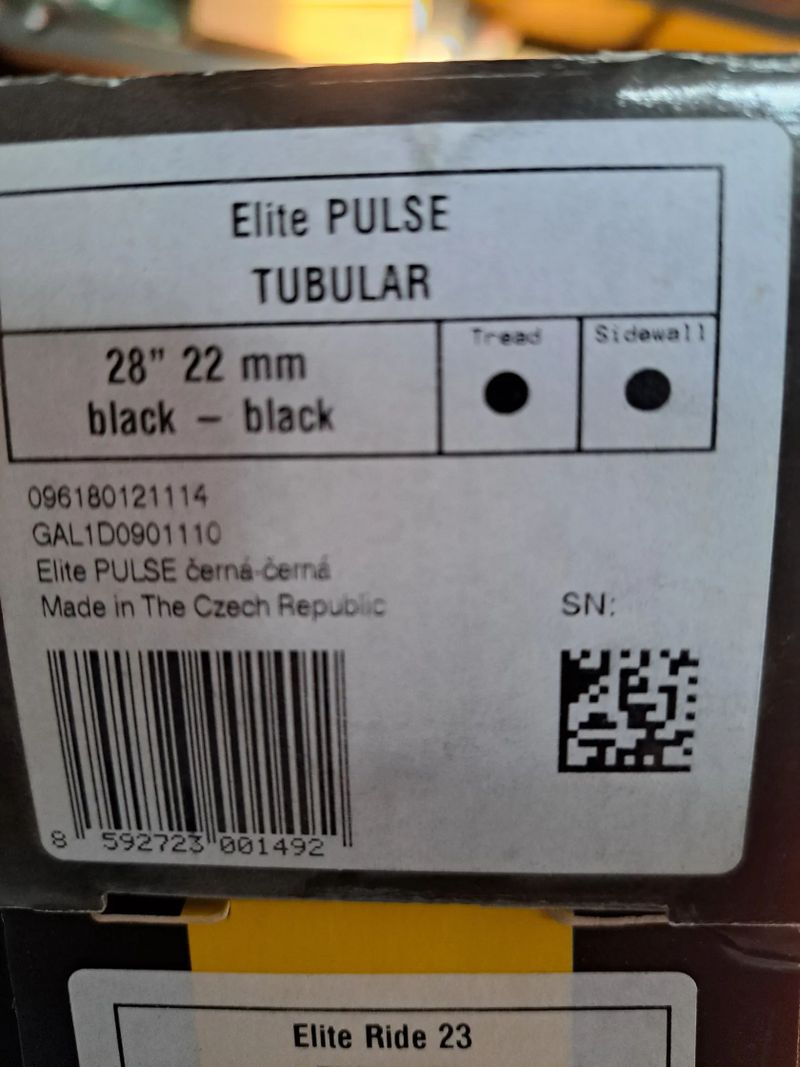 Elite PULSE
TUBULAR
28" 22 mm
black – black
Tread
Sidewall
096180121114
GAL1D0901110
Elite PULSE černá-černá
Made in The Czech Republic
SN:
8 592723 001492
Elite Ride 23